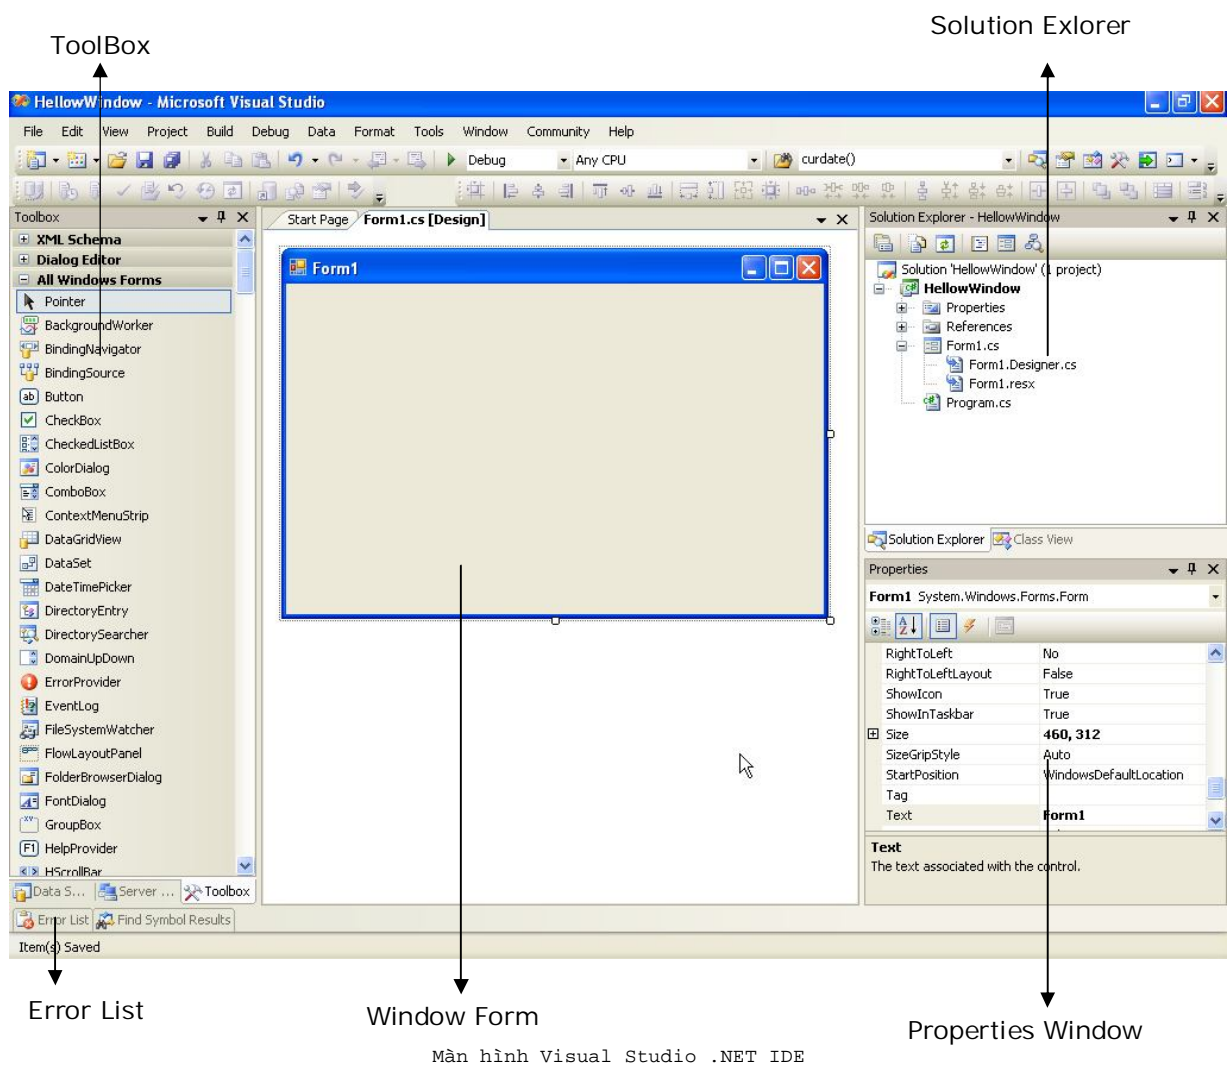 Solution Exlorer
ToolBox
HellowWindow - Microsoft Visual Studio
File Edit View Project Build Debug Data Format Tools Window Community Help
Debug Any CPU curdate()
Toolbox
XML Schema
Dialog Editor
All Windows Forms
Pointer
BackgroundWorker
BindingNavigator
BindingSource
Button
CheckBox
CheckedListBox
ColorDialog
ComboBox
ContextMenuStrip
DataGridView
DataSet
DateTimePicker
DirectoryEntry
DirectorySearcher
DomainUpDown
ErrorProvider
EventLog
FileSystemWatcher
FlowLayoutPanel
FolderBrowserDialog
FontDialog
GroupBox
HelpProvider
HScrollBar
Data S... Server ... Toolbox
Start Page Form1.cs [Design]
Form1
Solution Explorer - HellowWindow
Solution 'HellowWindow' (1 project)
HellowWindow
Properties
References
Form1.cs
Form1.Designer.cs
Form1.resx
Program.cs
Solution Explorer Class View
Properties
Form1 System.Windows.Forms.Form
RightToLeft No
RightToLeftLayout False
ShowIcon True
ShowInTaskbar True
Size 460, 312
SizeGripStyle Auto
StartPosition WindowsDefaultLocation
Tag
Text Form1
Text
The text associated with the control.
Error List Find Symbol Results
Item(s) Saved
Error List
Window Form
Properties Window
Màn hình Visual Studio .NET IDE